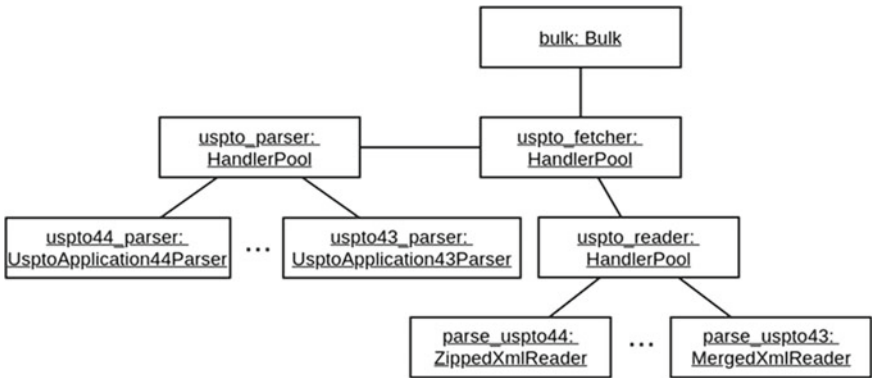 bulk: Bulk
uspto_parser:
HandlerPool
uspto_fetcher:
HandlerPool
uspto44_parser:
UsptoApplication44Parser
...
uspto43_parser:
UsptoApplication43Parser
uspto_reader:
HandlerPool
parse_uspto44:
ZippedXmlReader
...
parse_uspto43:
MergedXmlReader